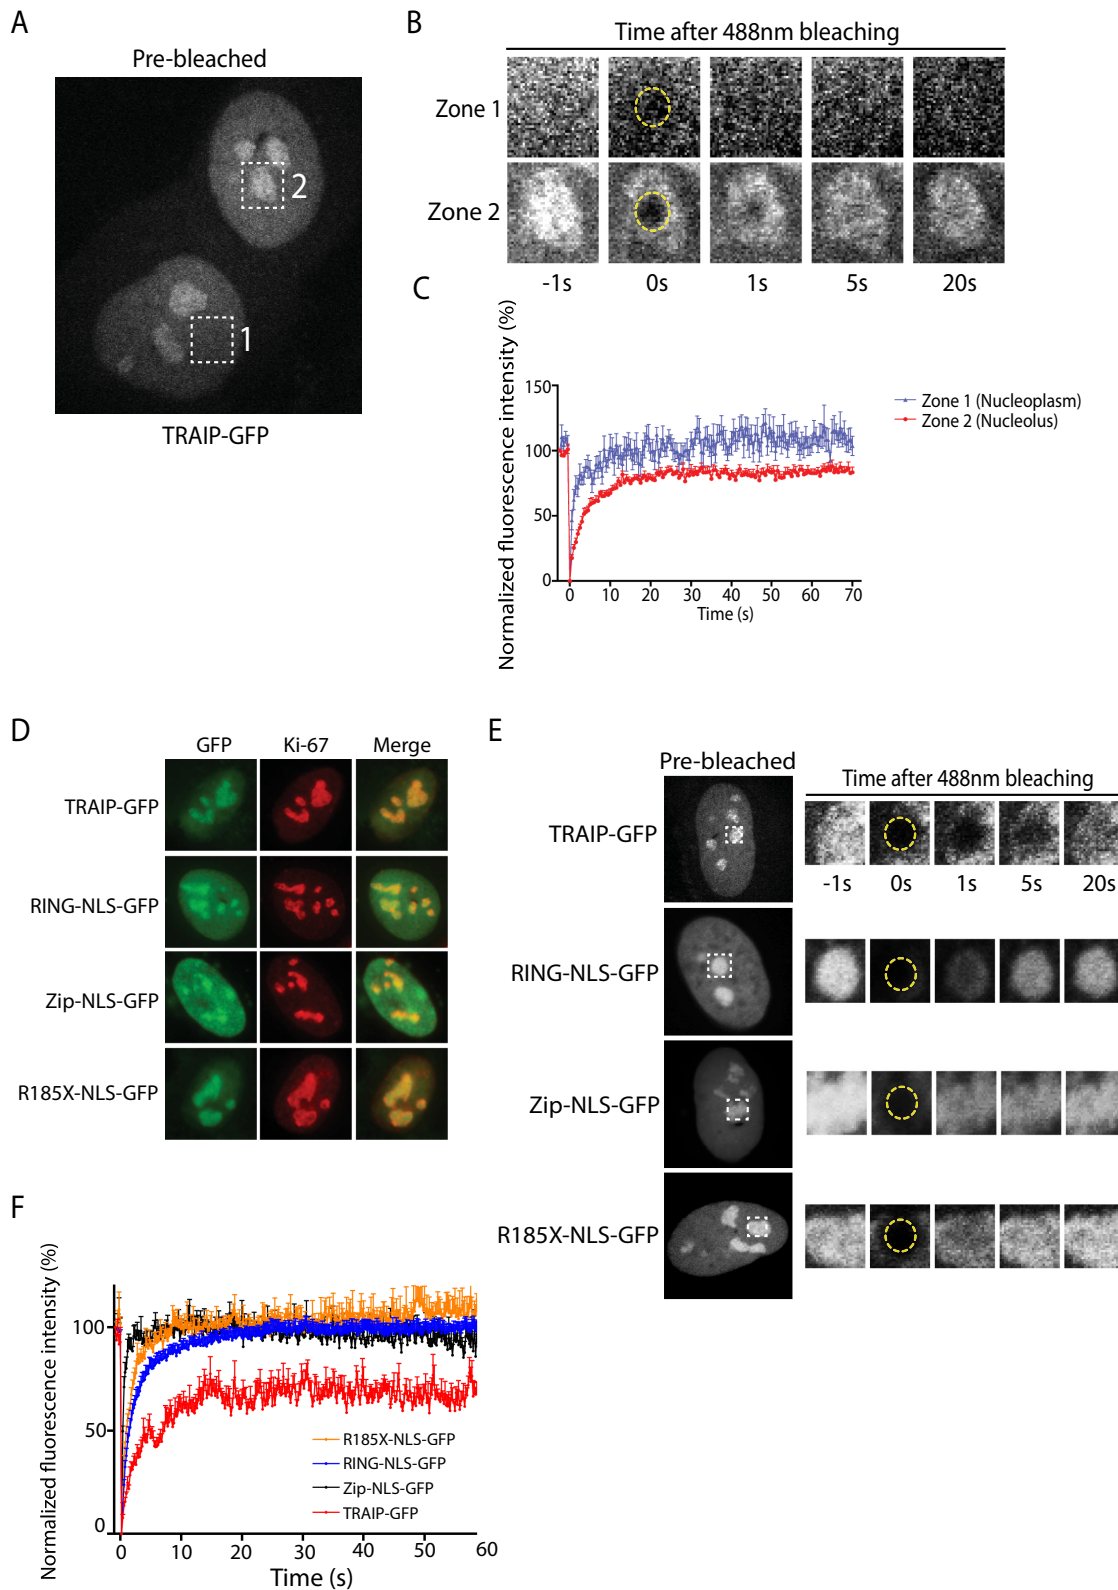 A
Pre-bleached
2
1
TRAIP-GFP
B
Time after 488nm bleaching
Zone 1
Zone 2
-1s 0s 1s 5s 20s
C
Normalized fluorescence intensity (%)
150
100
50
0
0 10 20 30 40 50 60 70
Time (s)
Zone 1 (Nucleoplasm)
Zone 2 (Nucleolus)
D
GFP Ki-67 Merge
TRAIP-GFP
RING-NLS-GFP
Zip-NLS-GFP
R185X-NLS-GFP
E
Pre-bleached
Time after 488nm bleaching
TRAIP-GFP
-1s 0s 1s 5s 20s
RING-NLS-GFP
Zip-NLS-GFP
R185X-NLS-GFP
F
Normalized fluorescence intensity (%)
100
50
0
0 10 20 30 40 50 60
Time (s)
R185X-NLS-GFP
RING-NLS-GFP
Zip-NLS-GFP
TRAIP-GFP